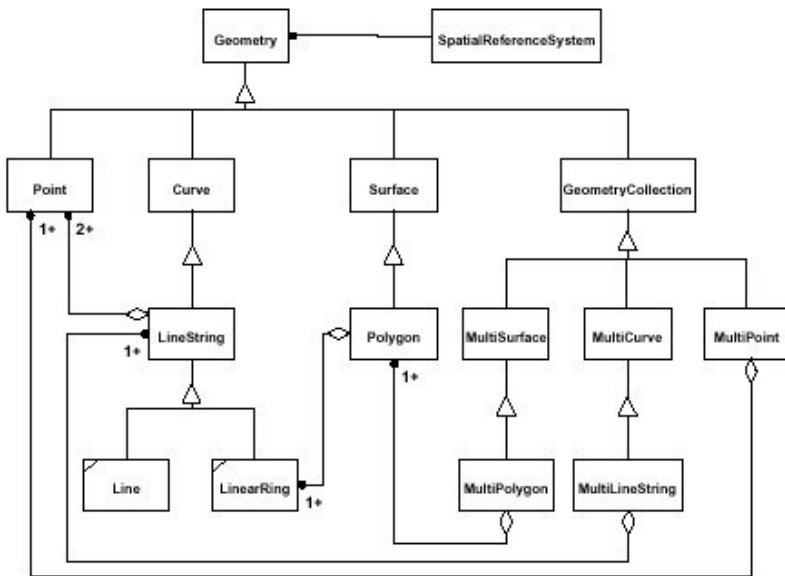 Geometry
SpatialReferenceSystem
Point
Curve
Surface
GeometryCollection
1+
2+
LineString
Polygon
MultiSurface
MultiCurve
MultiPoint
1+
1+
Line
LinearRing
MultiPolygon
MultiLineString
1+